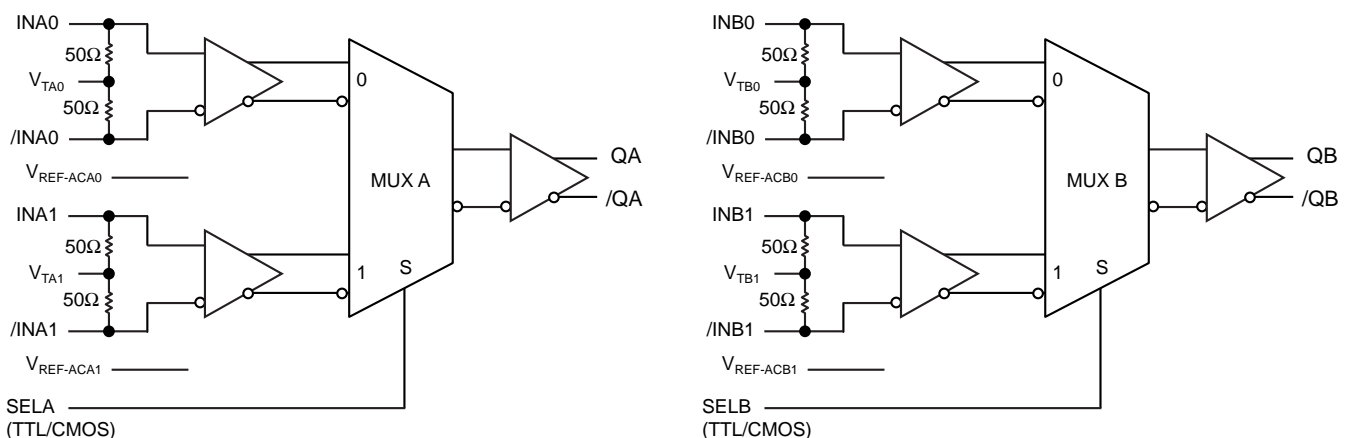 INA0
50Ω
VTA0
50Ω
/INA0
VREF-ACA0
INA1
50Ω
VTA1
50Ω
/INA1
VREF-ACA1
SELA
(TTL/CMOS)
0
MUX A
1
S
QA
/QA
INB0
50Ω
VTB0
50Ω
/INB0
VREF-ACB0
INB1
50Ω
VTB1
50Ω
/INB1
VREF-ACB1
SELB
(TTL/CMOS)
0
MUX B
1
S
QB
/QB